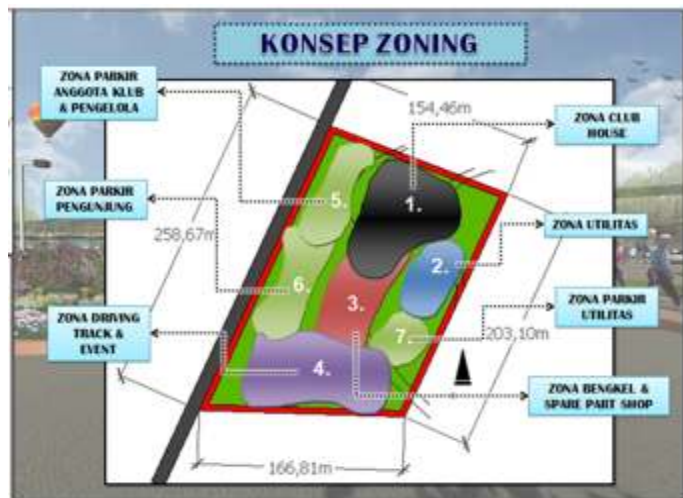 KONSEP ZONING
ZONA PARKIR
ANGGOTA KLUB
& PENGELOLA
154,46m
ZONA CLUB
HOUSE
5.
1.
ZONA PARKIR
PENGUNJUNG
258,67m
ZONA UTILITAS
2.
6.
3.
ZONA PARKIR
UTILITAS
7.
203,10m
ZONA DRIVING
TRACK &
EVENT
4.
ZONA BENGKEL &
SPARE PART SHOP
166,81m